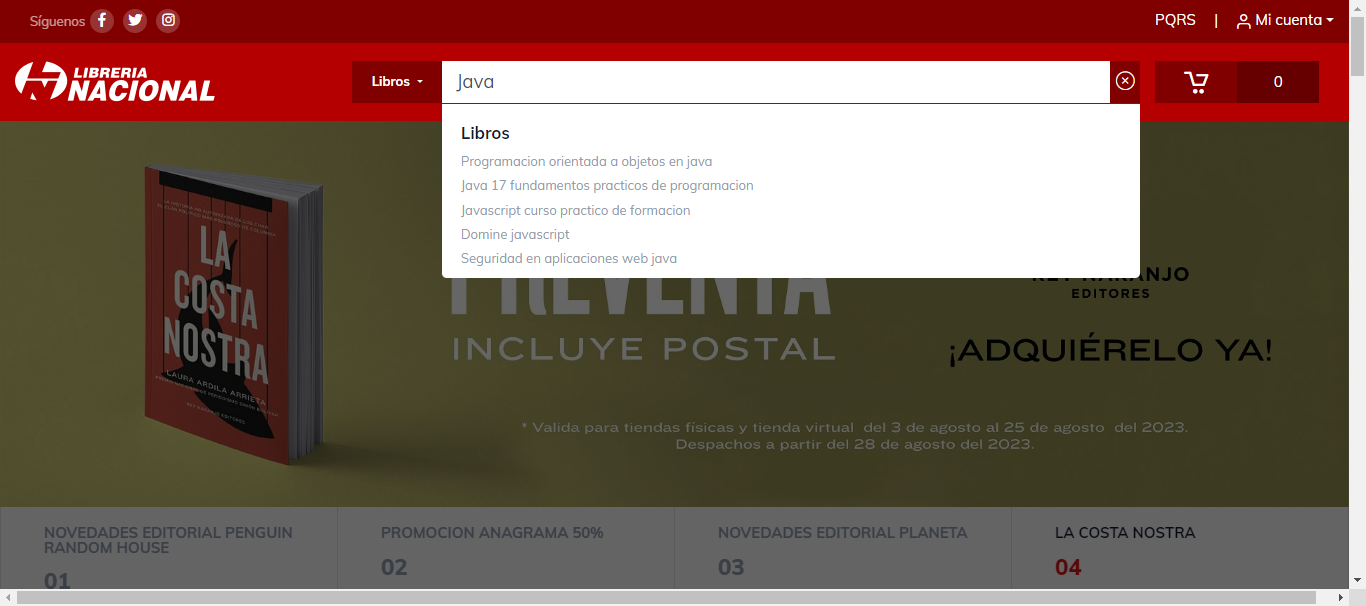 Síguenos
PQRS | Mi cuenta
LIBRERIA
NACIONAL
Libros
Java
0
Libros
Programacion orientada a objetos en java
Java 17 fundamentos practicos de programacion
Javascript curso practico de formacion
Domine javascript
Seguridad en aplicaciones web java
LA
COSTA
NOSTRA
LAURA ARDILA ARRIETA
REY NARANJO EDITORES
PREVENTA
INCLUYE POSTAL
REY NARANJO
EDITORES
¡ADQUIÉRELO YA!
* Valida para tiendas físicas y tienda virtual del 3 de agosto al 25 de agosto del 2023.
Despachos a partir del 28 de agosto del 2023.
NOVEDADES EDITORIAL PENGUIN
RANDOM HOUSE
01
PROMOCION ANAGRAMA 50%
02
NOVEDADES EDITORIAL PLANETA
03
LA COSTA NOSTRA
04